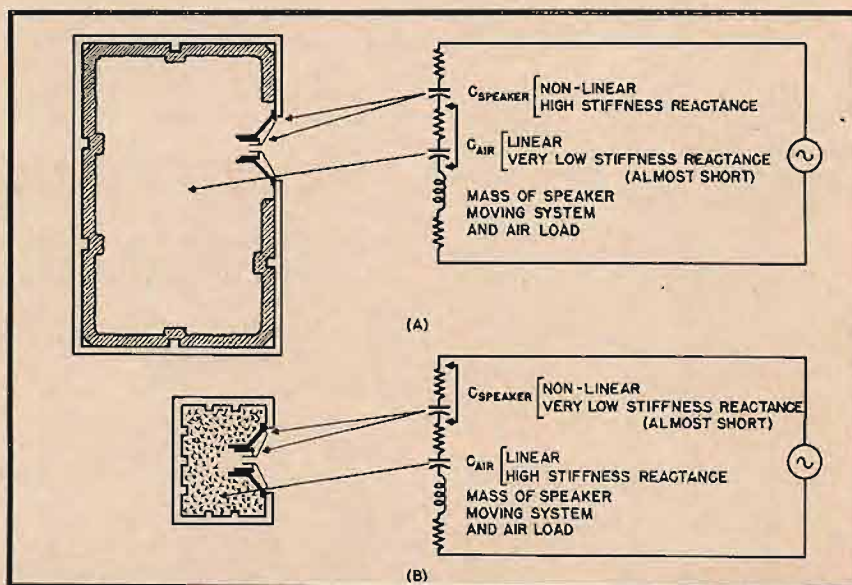 C SPEAKER [ NON-LINEAR
HIGH STIFFNESS REACTANCE
C AIR [ LINEAR
VERY LOW STIFFNESS REACTANCE
(ALMOST SHORT)
MASS OF SPEAKER
MOVING SYSTEM
AND AIR LOAD
(A)
C SPEAKER [ NON-LINEAR
VERY LOW STIFFNESS REACTANCE
(ALMOST SHORT)
C AIR [ LINEAR
HIGH STIFFNESS REACTANCE
MASS OF SPEAKER
MOVING SYSTEM
AND AIR LOAD
(B)